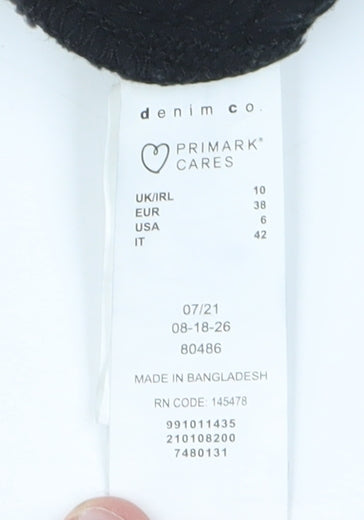 denim co.
PRIMARK®
CARES
UK/IRL 10
EUR 38
USA 6
IT 42
07/21
08-18-26
80486
MADE IN BANGLADESH
RN CODE: 145478
991011435
210108200
7480131